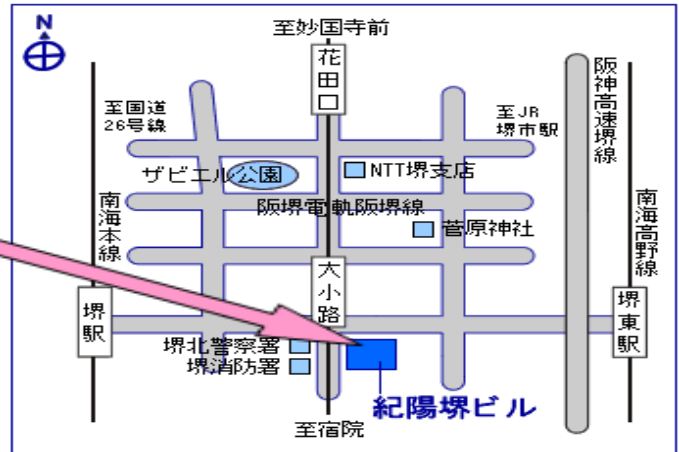 N
至妙国寺前
花田口
至国道
26号線
至JR
堺市駅
阪神高速堺線
ザビエル公園
NTT堺支店
南海本線
阪堺電軌阪堺線
菅原神社
南海高野線
大小路
堺駅
堺東駅
堺北警察署
堺消防署
紀陽堺ビル
至宿院